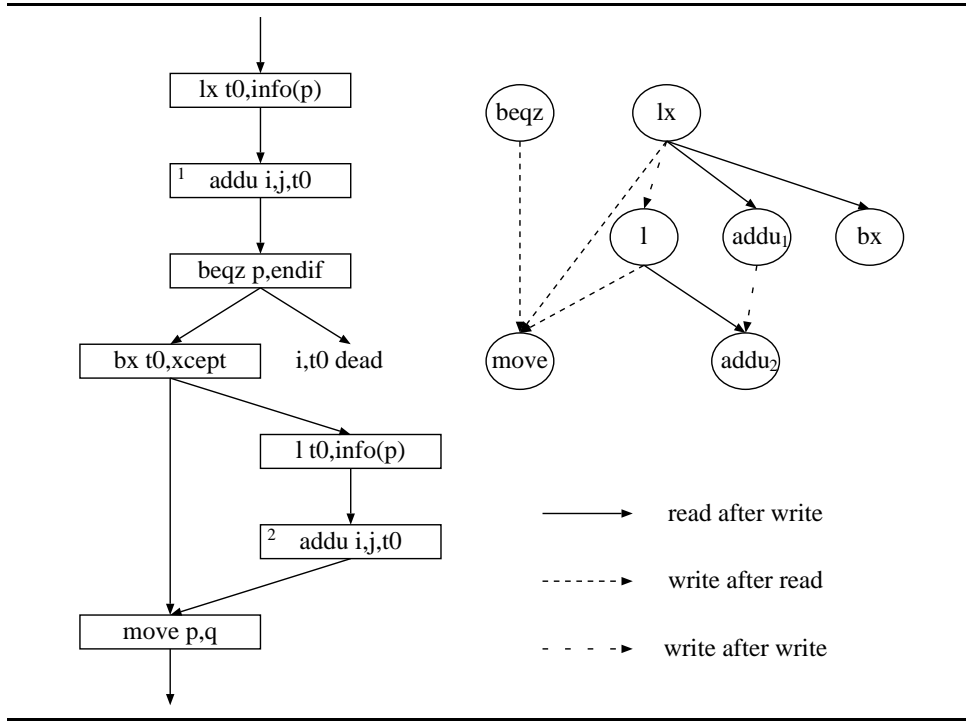 lx t0,info(p)
1 addu i,j,t0
beqz p,endif
bx t0,xcept
i,t0 dead
l t0,info(p)
2 addu i,j,t0
move p,q
beqz
lx
l
addu1
bx
move
addu2
read after write
write after read
write after write